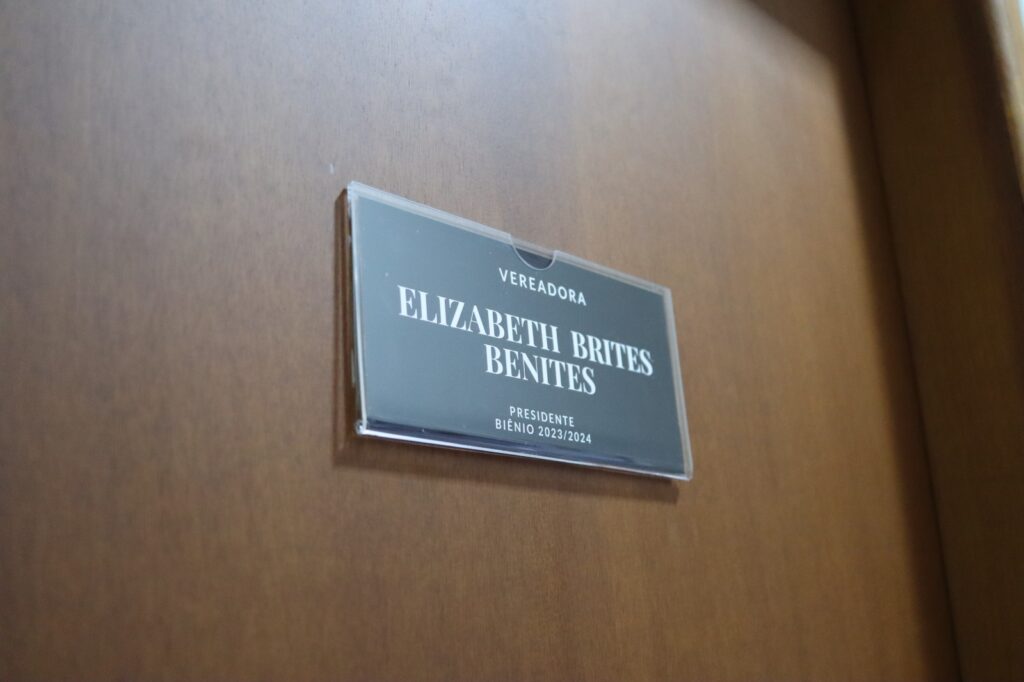 VEREADORA
ELIZABETH BRITES
BENITES
PRESIDENTE
BIÊNIO 2023/2024